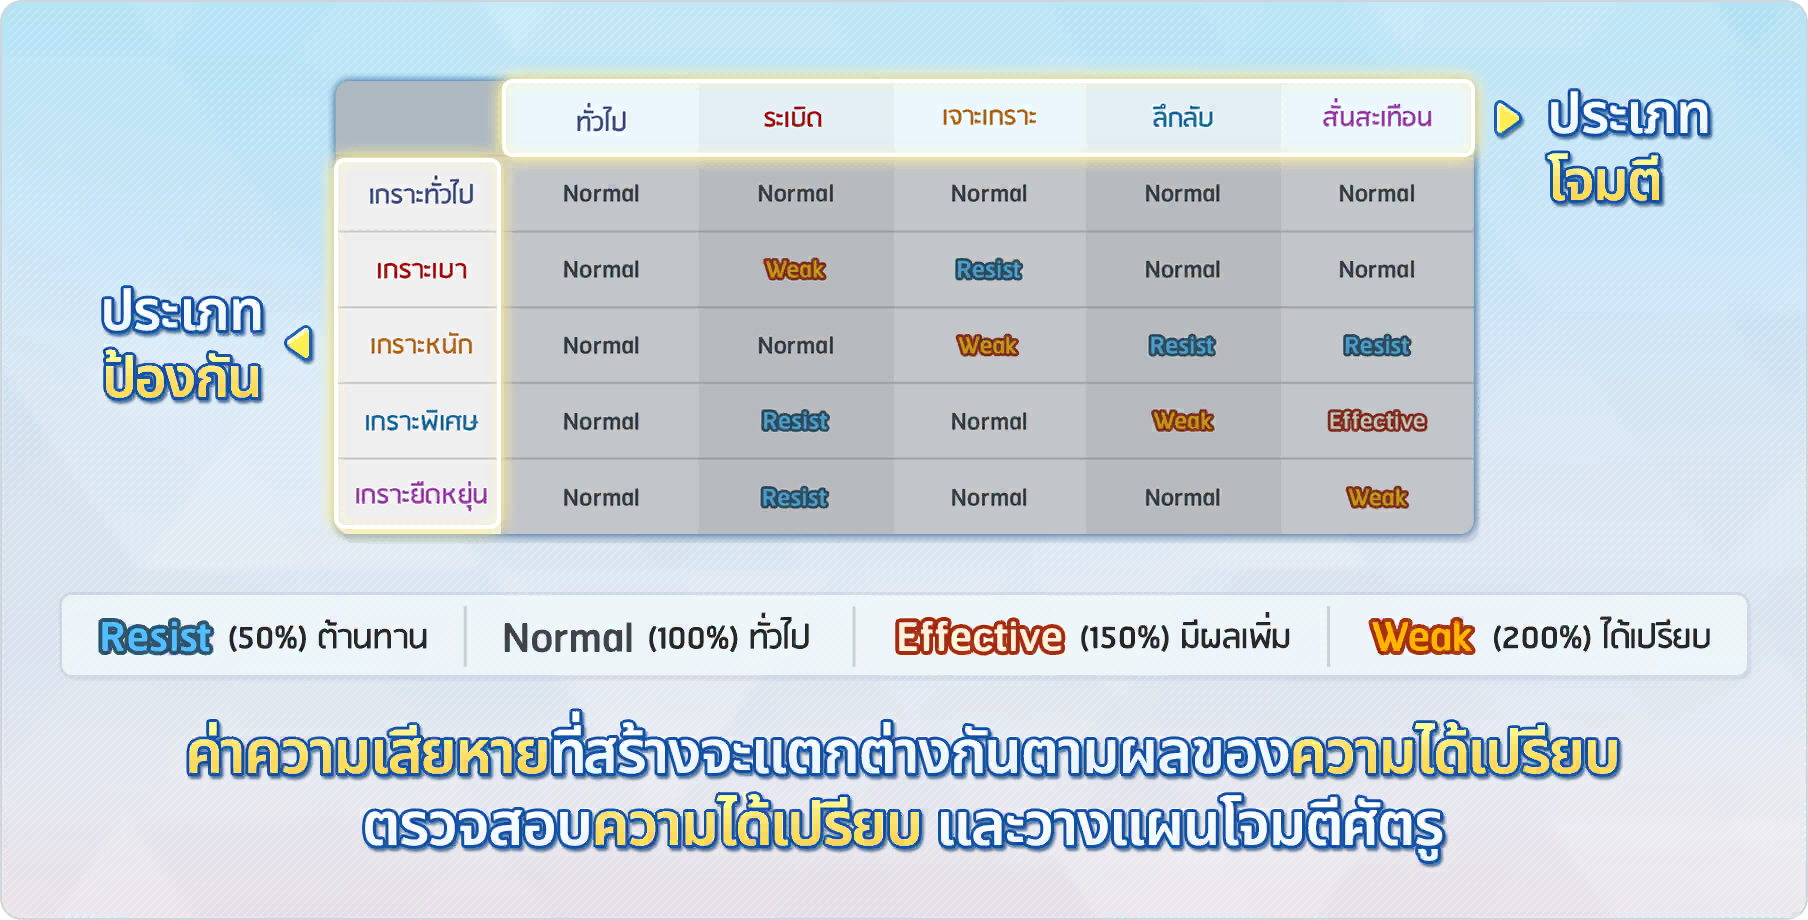 ทั่วไป ระเบิด เจาะเกราะ ลึกลับ สั่นสะเทือน
ประเภท
โจมตี
เกราะทั่วไป Normal Normal Normal Normal Normal
เกราะเบา Normal Weak Resist Normal Normal
ประเภท
ป้องกัน
เกราะหนัก Normal Normal Weak Resist Resist
เกราะพิเศษ Normal Resist Normal Weak Effective
เกราะยืดหยุ่น Normal Resist Normal Normal Weak
Resist (50%) ต้านทาน Normal (100%) ทั่วไป Effective (150%) มีผลเพิ่ม Weak (200%) ได้เปรียบ
ค่าความเสียหายที่สร้างจะแตกต่างกันตามผลของความได้เปรียบ
ตรวจสอบความได้เปรียบ และวางแผนโจมตีศัตรู